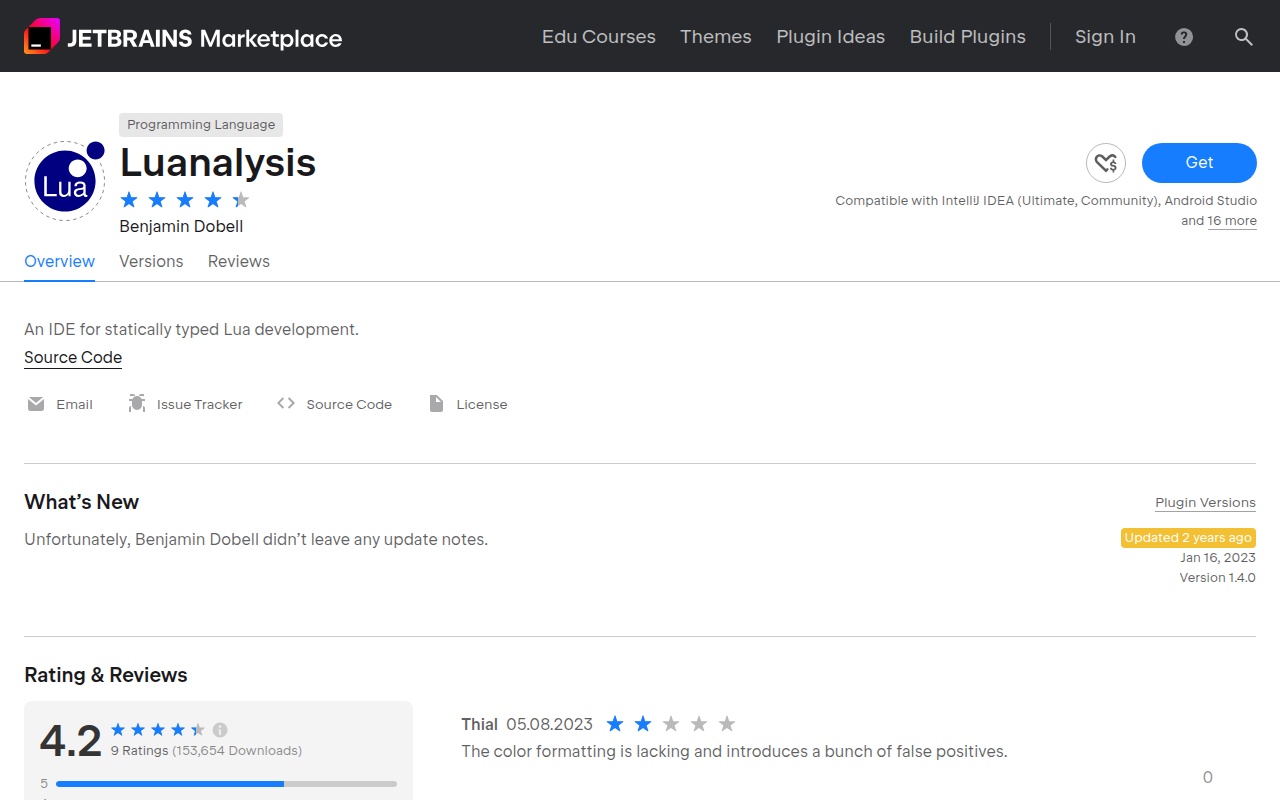 JETBRAINS Marketplace
Edu Courses
Themes
Plugin Ideas
Build Plugins
Sign In
Programming Language
Lua
Luanalysis
Benjamin Dobell
Get
Compatible with IntelliJ IDEA (Ultimate, Community), Android Studio
and 16 more
Overview
Versions
Reviews
An IDE for statically typed Lua development.
Source Code
Email
Issue Tracker
Source Code
License
What's New
Plugin Versions
Unfortunately, Benjamin Dobell didn't leave any update notes.
Updated 2 years ago
Jan 16, 2023
Version 1.4.0
Rating & Reviews
4.2
9 Ratings (153,654 Downloads)
5
Thial 05.08.2023
The color formatting is lacking and introduces a bunch of false positives.
0